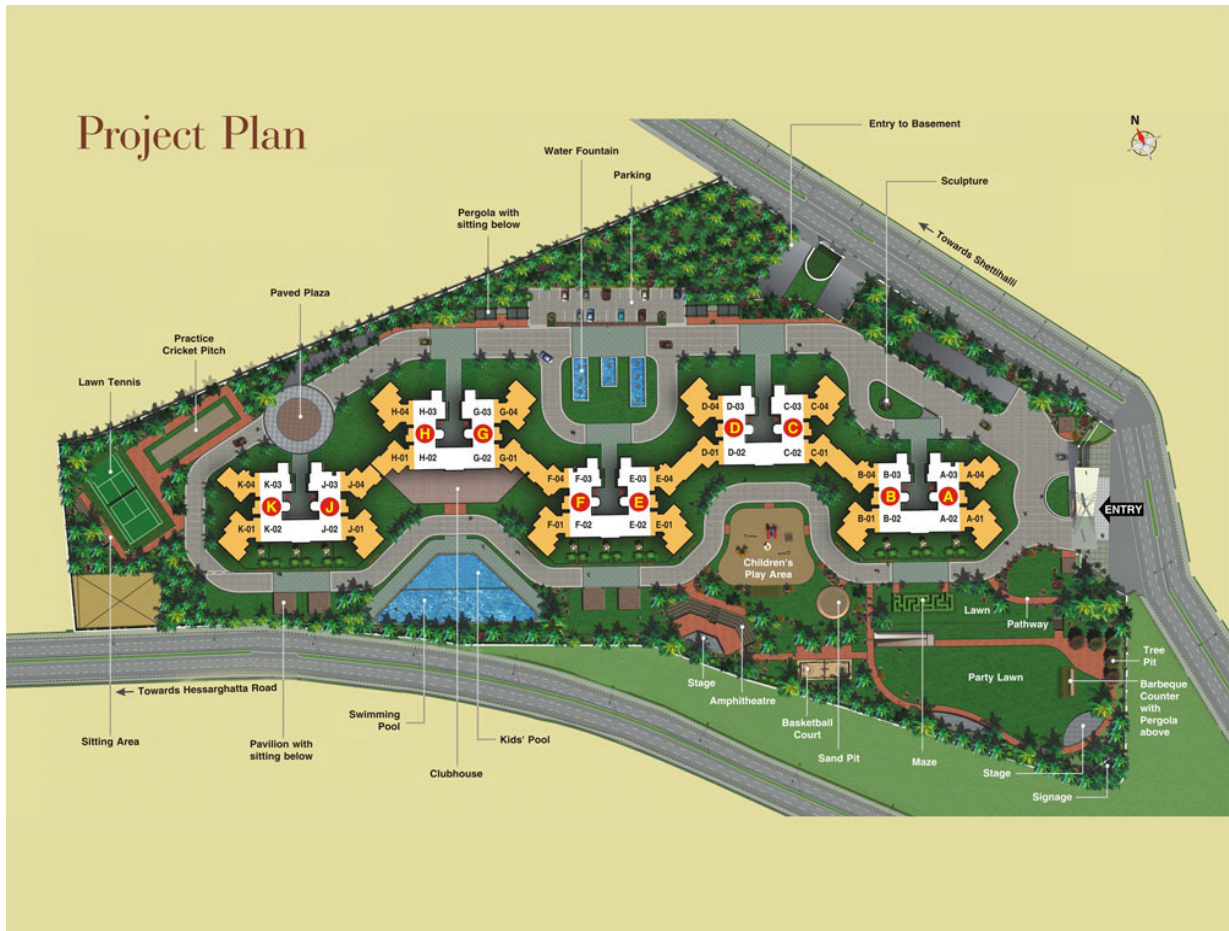 Project Plan
N
Entry to Basement
Water Fountain
Parking
Sculpture
Pergola with
sitting below
Towards Shettihalli
Paved Plaza
Practice
Cricket Pitch
Lawn Tennis
H-04 H-03 G-03 G-04
H G
H-01 H-02 G-02 G-01
D-04 D-03 C-03 C-04
D C
D-01 D-02 C-02 C-01
K-04 K-03 J-03 J-04
K J
K-01 K-02 J-02 J-01
F-04 F-03 E-03 E-04
F E
F-01 F-02 E-02 E-01
B-04 B-03 A-03 A-04
B A
B-01 B-02 A-02 A-01
ENTRY
Children's
Play Area
Lawn
Pathway
Tree
Pit
Party Lawn
Barbeque
Counter
with
Pergola
above
Stage
Amphitheatre
Towards Hessarghatta Road
Swimming
Pool
Basketball
Court
Sitting Area
Pavilion with
sitting below
Kids' Pool
Clubhouse
Sand Pit
Maze
Stage
Signage